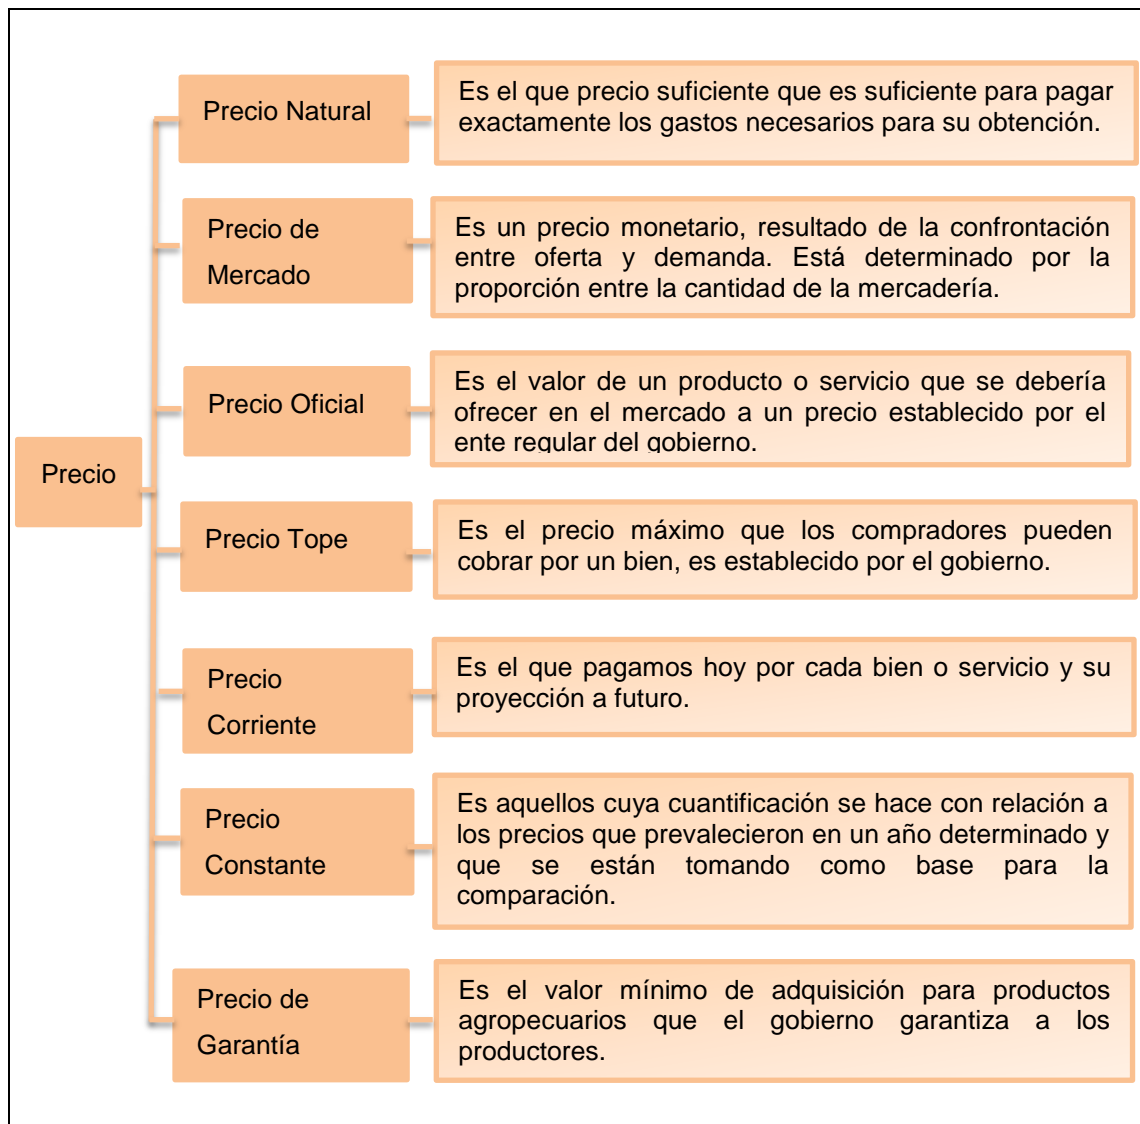 Precio
Precio Natural
Es el que precio suficiente que es suficiente para pagar
exactamente los gastos necesarios para su obtención.
Precio de
Mercado
Es un precio monetario, resultado de la confrontación
entre oferta y demanda. Está determinado por la
proporción entre la cantidad de la mercadería.
Precio Oficial
Es el valor de un producto o servicio que se debería
ofrecer en el mercado a un precio establecido por el
ente regular del gobierno.
Precio Tope
Es el precio máximo que los compradores pueden
cobrar por un bien, es establecido por el gobierno.
Precio
Corriente
Es el que pagamos hoy por cada bien o servicio y su
proyección a futuro.
Precio
Constante
Es aquellos cuya cuantificación se hace con relación a
los precios que prevalecieron en un año determinado y
que se están tomando como base para la
comparación.
Precio de
Garantía
Es el valor mínimo de adquisición para productos
agropecuarios que el gobierno garantiza a los
productores.